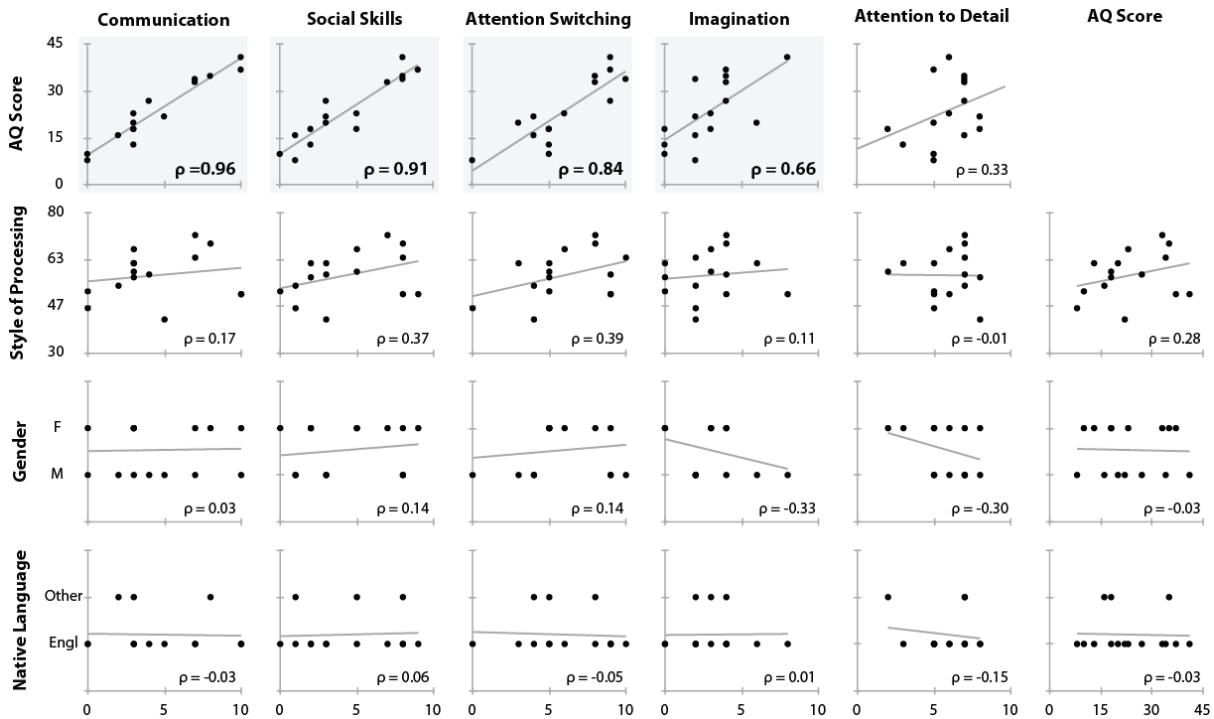 Communication Social Skills Attention Switching Imagination Attention to Detail AQ Score
AQ Score
45
30
15
0
ρ =0.96 ρ = 0.91 ρ = 0.84 ρ = 0.66 ρ = 0.33
Style of Processing
80
63
47
30
ρ = 0.17 ρ = 0.37 ρ = 0.39 ρ = 0.11 ρ = -0.01 ρ = 0.28
Gender
F
M
ρ = 0.03 ρ = 0.14 ρ = 0.14 ρ = -0.33 ρ = -0.30 ρ = -0.03
Native Language
Other
Engl
ρ = -0.03 ρ = 0.06 ρ = -0.05 ρ = 0.01 ρ = -0.15 ρ = -0.03
0 5 10 0 5 10 0 5 10 0 5 10 0 5 10 0 15 30 45